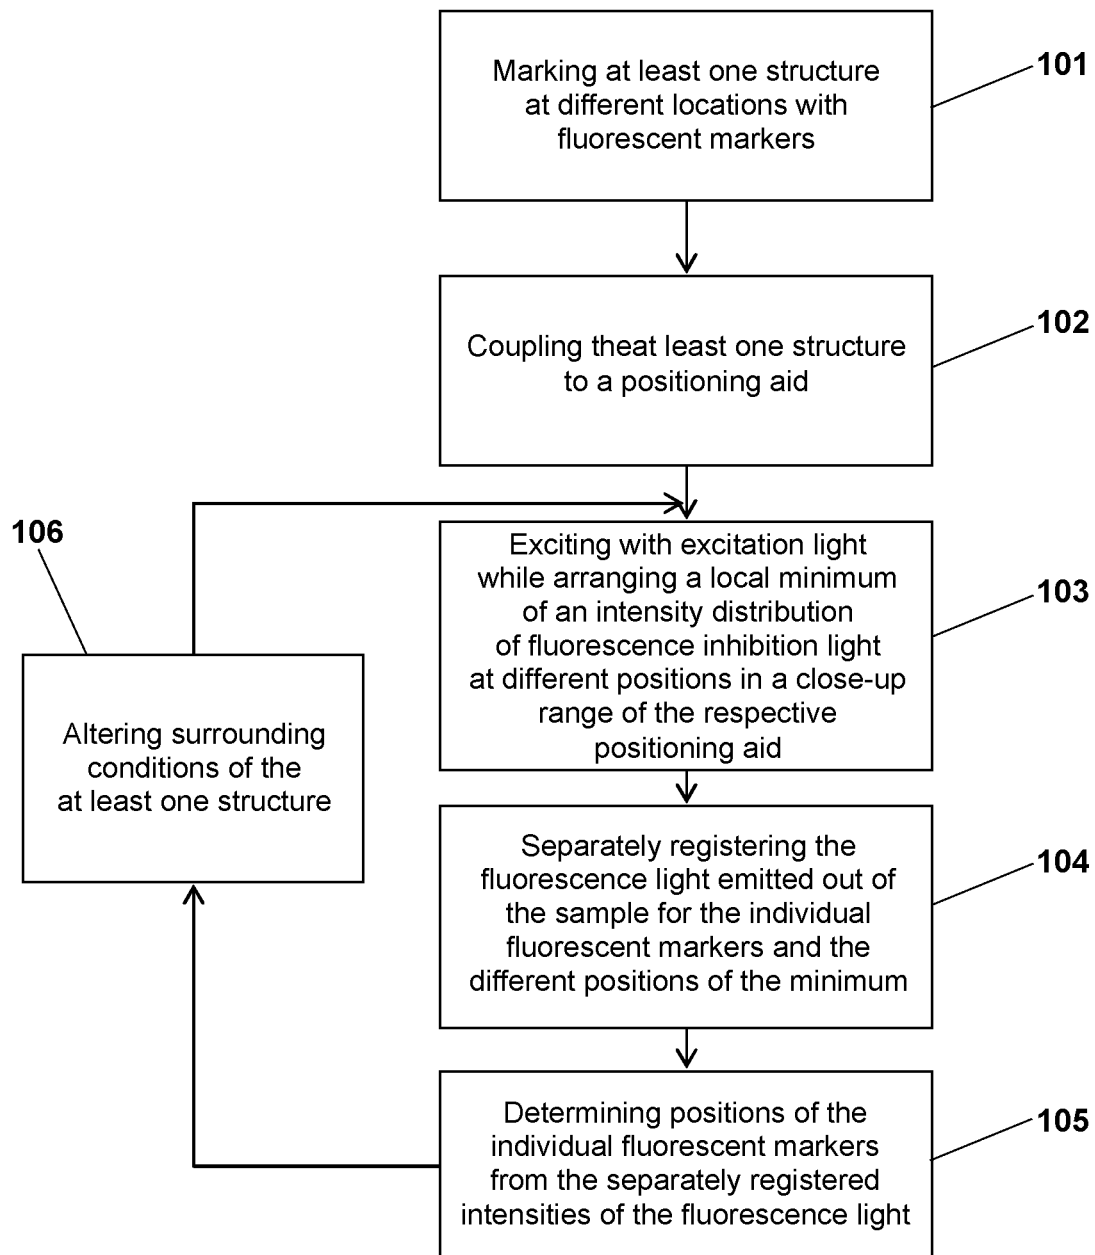 Marking at least one structure
at different locations with
fluorescent markers
101
Coupling theat least one structure
to a positioning aid
102
Exciting with excitation light
while arranging a local minimum
of an intensity distribution
of fluorescence inhibition light
at different positions in a close-up
range of the respective
positioning aid
103
106
Altering surrounding
conditions of the
at least one structure
Separately registering the
fluorescence light emitted out of
the sample for the individual
fluorescent markers and the
different positions of the minimum
104
Determining positions of the
individual fluorescent markers
from the separately registered
intensities of the fluorescence light
105